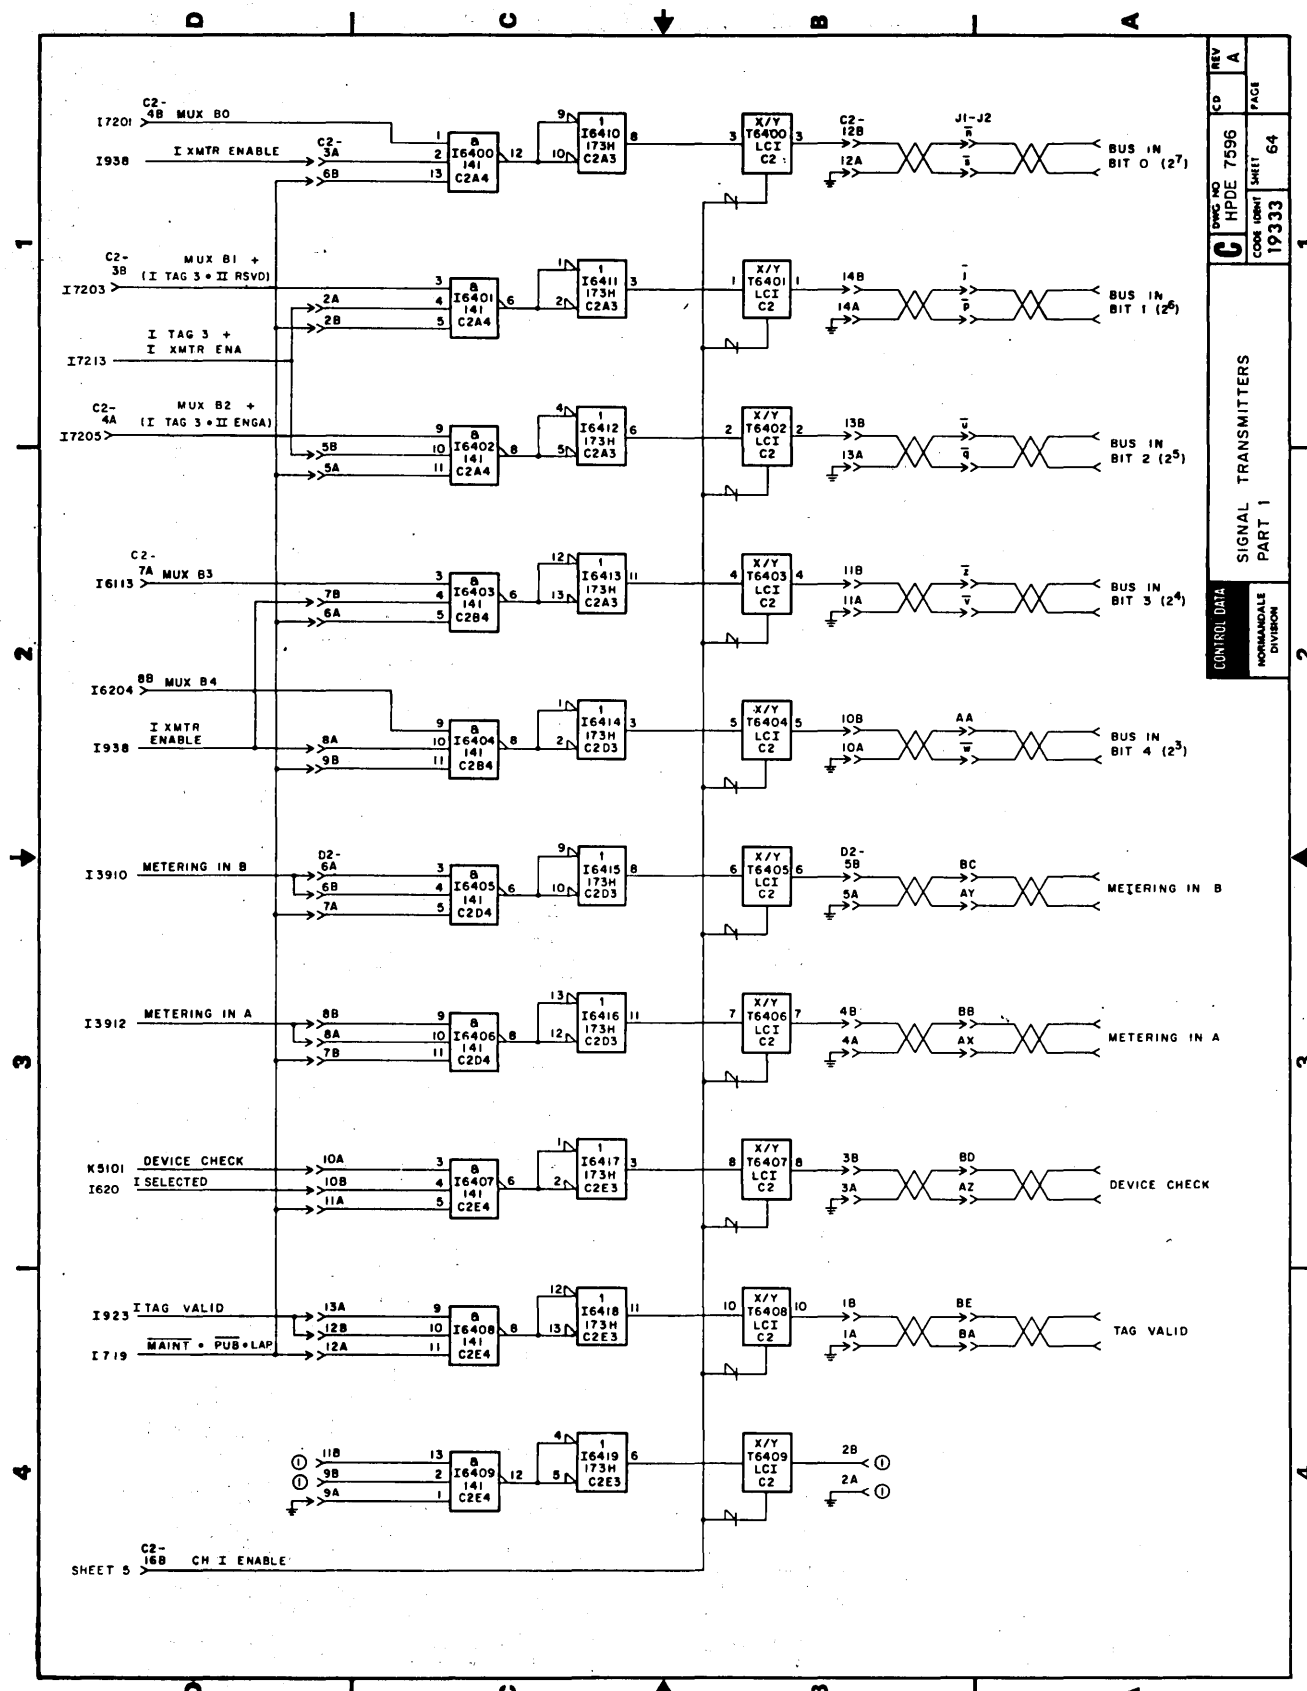 D C B A
1
I7201 C2-4B MUX B0
I938 I XMTR ENABLE C2-3A
6B
1 2 13 & I6400 141 C2A4 12
9 10 1 I6410 173H C2A3 8
3 X/Y T6400 LCI C2 3
C2-12B 12A
J1-J2
BUS IN
BIT 0 (2⁷)
I7203 C2-3B MUX B1 +
(I TAG 3 • II RSVD)
2A 2B
3 4 5 & I6401 141 C2A4 6
1 2 1 I6411 173H C2A3 3
1 X/Y T6401 LCI C2 1
14B 14A
BUS IN
BIT 1 (2⁶)
I7213 I TAG 3 +
I XMTR ENA
I7205 C2-4A MUX B2 +
(I TAG 3 • II ENGA)
5B 5A
9 10 11 & I6402 141 C2A4 8
4 5 1 I6412 173H C2A3 6
2 X/Y T6402 LCI C2 2
13B 13A
BUS IN
BIT 2 (2⁵)
I6113 C2-7A MUX B3
7B 6A
3 4 5 & I6403 141 C2B4 6
12 13 1 I6413 173H C2A3 11
4 X/Y T6403 LCI C2 4
11B 11A
z̄ v̄
BUS IN
BIT 3 (2⁴)
2
I6204 8B MUX B4
I938 I XMTR
ENABLE
8A 9B
9 10 11 & I6404 141 C2B4 8
1 2 1 I6414 173H C2D3 3
5 X/Y T6404 LCI C2 5
10B 10A
AA w̄
BUS IN
BIT 4 (2³)
I3910 METERING IN B
D2-6A 6B 7A
3 4 5 & I6405 141 C2D4 6
9 10 1 I6415 173H C2D3 8
6 X/Y T6405 LCI C2 6
D2-5B 5A
BC AY
METERING IN B
I3912 METERING IN A
8B 8A 7B
9 10 11 & I6406 141 C2D4 8
13 12 1 I6416 173H C2D3 11
7 X/Y T6406 LCI C2 7
4B 4A
BB AX
METERING IN A
3
K5101 DEVICE CHECK
I620 I SELECTED
10A 10B 11A
3 4 5 & I6407 141 C2E4 6
1 2 1 I6417 173H C2E3 3
8 X/Y T6407 LCI C2 8
3B 3A
BD AZ
DEVICE CHECK
I923 I TAG VALID
I719 M̅A̅I̅N̅T̅ • P̅U̅B̅ • LAP
13A 12B 12A
9 10 11 & I6408 141 C2E4 8
12 13 1 I6418 173H C2E3 11
10 X/Y T6408 LCI C2 10
1B 1A
BE BA
TAG VALID
4
① 11B
① 9B
9A
13 2 1 & I6409 141 C2E4 12
4 5 1 I6419 173H C2E3 6
X/Y T6409 LCI C2
2B ①
2A ①
SHEET 5 C2-16B CH I ENABLE
CONTROL DATA
NORMANDALE
DIVISION
SIGNAL TRANSMITTERS
PART 1
C DWG NO HPDE 7596 CD REV A
CODE IDENT 19333 SHEET 64 PAGE